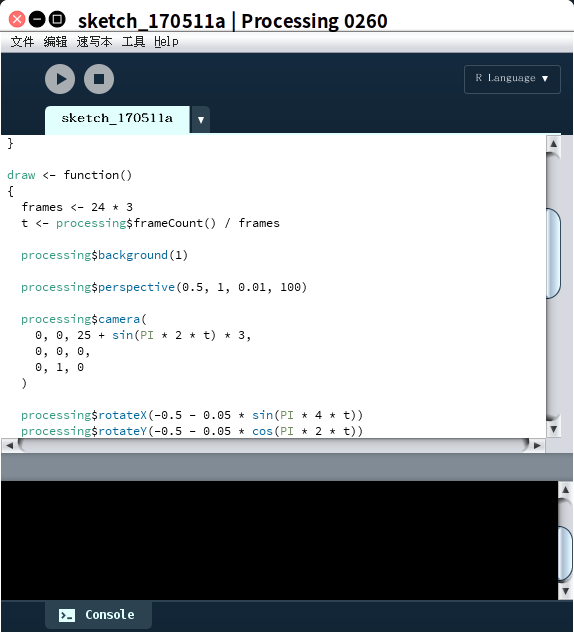 sketch_170511a | Processing 0260
文件 编辑 速写本 工具 Help
R Language ▼
sketch_170511a ▼
}
draw <- function()
{
  frames <- 24 * 3
  t <- processing$frameCount() / frames
  processing$background(1)
  processing$perspective(0.5, 1, 0.01, 100)
  processing$camera(
    0, 0, 25 + sin(PI * 2 * t) * 3,
    0, 0, 0,
    0, 1, 0
  )
  processing$rotateX(-0.5 - 0.05 * sin(PI * 4 * t))
  processing$rotateY(-0.5 - 0.05 * cos(PI * 2 * t))
Console